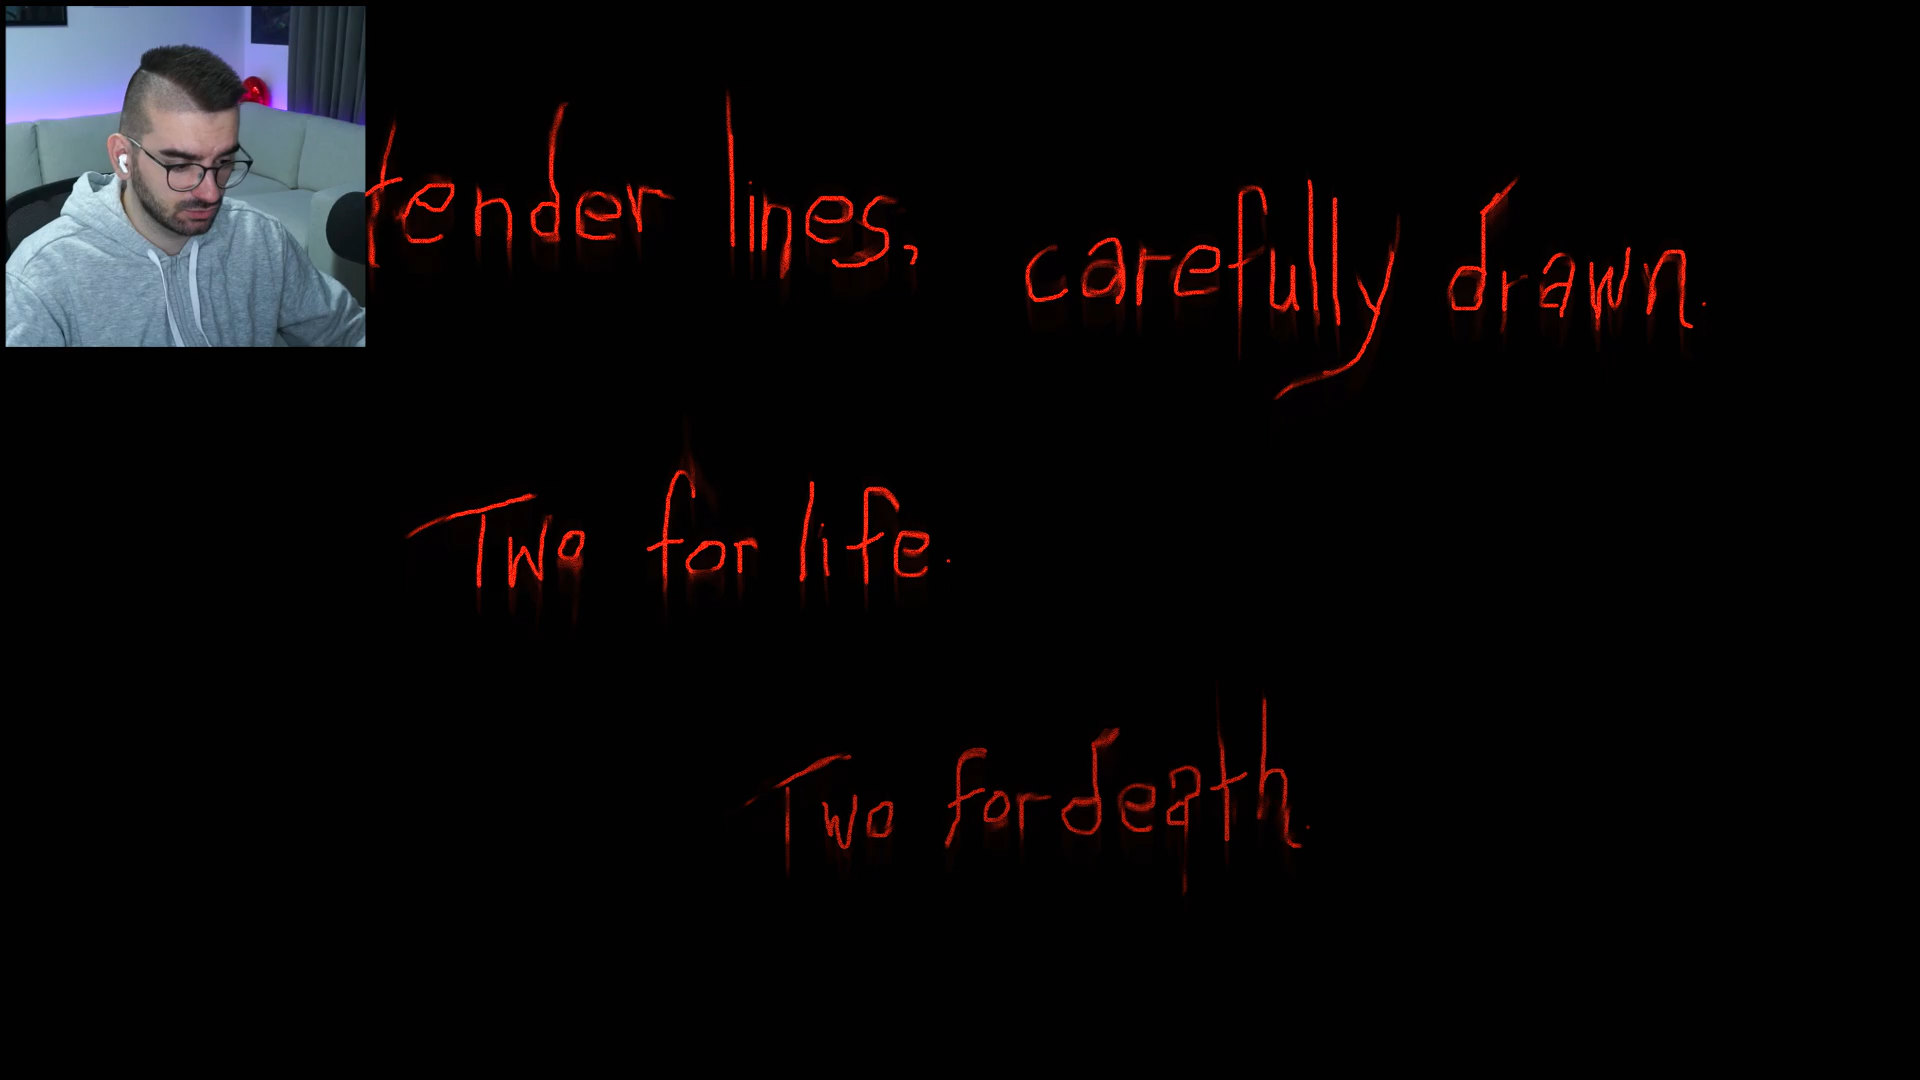 tender lines, carefully drawn.
Two for life.
Two for death.